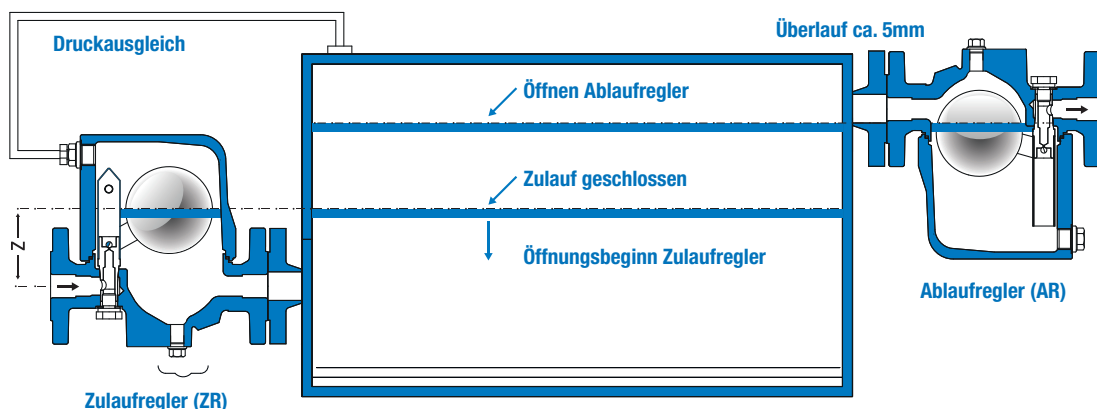 Druckausgleich
Überlauf ca. 5mm
Öffnen Ablaufregler
Zulauf geschlossen
Z
Öffnungsbeginn Zulaufregler
Ablaufregler (AR)
Zulaufregler (ZR)